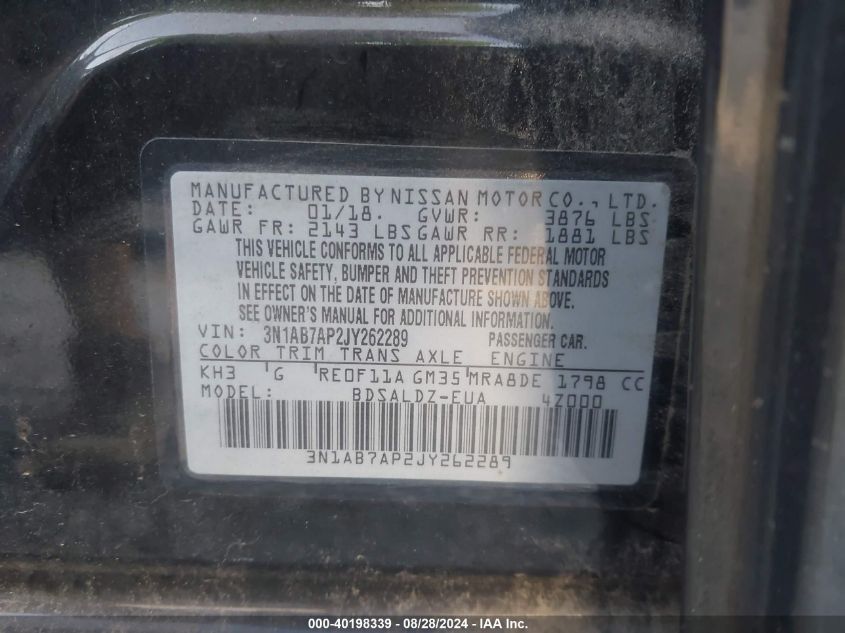 MANUFACTURED BY NISSAN MOTOR CO., LTD.
DATE: 01/18. GVWR: 3876 LBS
GAWR FR: 2143 LBS GAWR RR: 1881 LBS
THIS VEHICLE CONFORMS TO ALL APPLICABLE FEDERAL MOTOR
VEHICLE SAFETY, BUMPER AND THEFT PREVENTION STANDARDS
IN EFFECT ON THE DATE OF MANUFACTURE SHOWN ABOVE.
SEE OWNER'S MANUAL FOR ADDITIONAL INFORMATION.
VIN: 3N1AB7AP2JY262289 PASSENGER CAR.
COLOR TRIM TRANS AXLE ENGINE
KH3 G RE0F11A GM35 MRA8DE 1798 CC
MODEL: BDSALDZ-EUA 4Z000
3N1AB7AP2JY262289
000-40198339 - 08/28/2024 - IAA Inc.